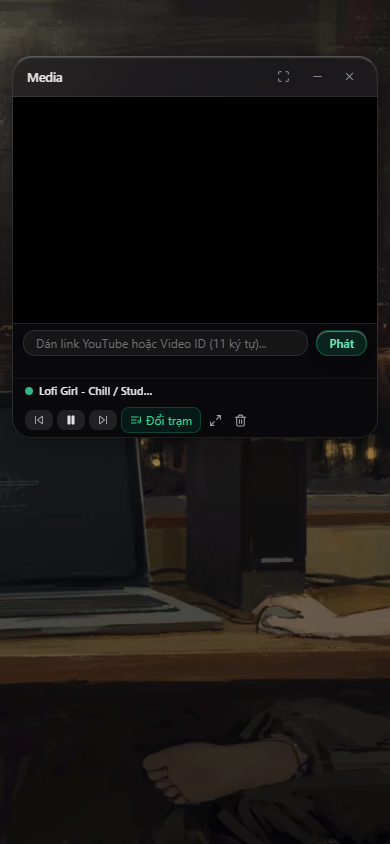 Media
Dán link YouTube hoặc Video ID (11 ký tự)...
Phát
Lofi Girl - Chill / Stud...
Đổi trạm